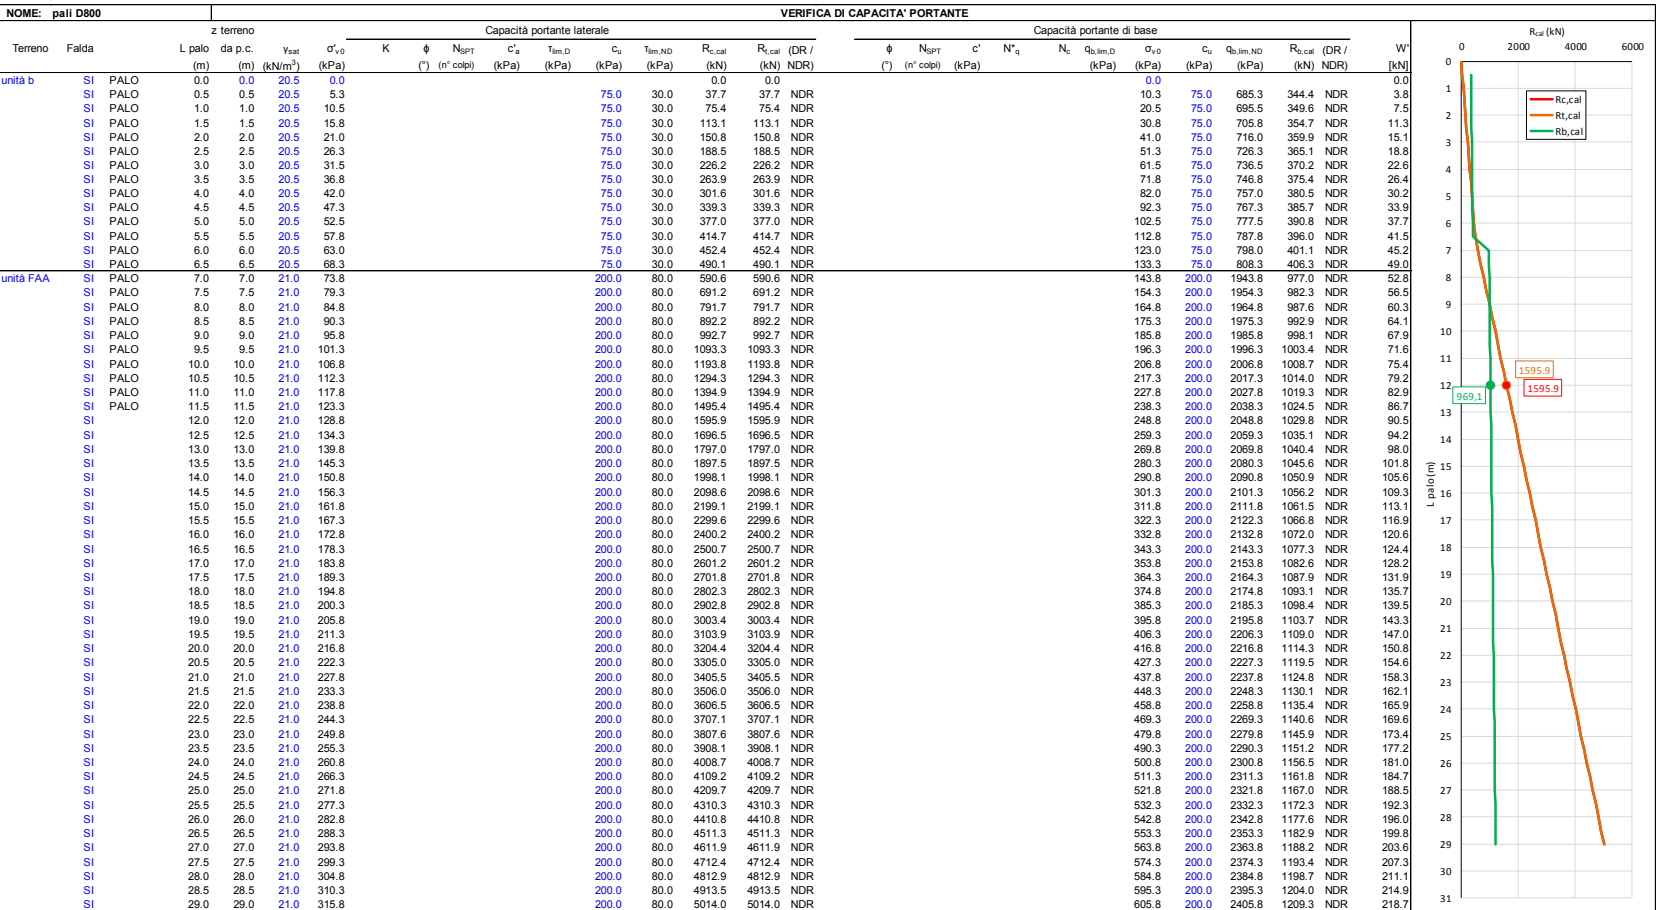 NOME: pali D800 VERIFICA DI CAPACITA' PORTANTE
z terreno Capacità portante laterale Capacità portante di base
Terreno Falda L palo da p.c. γsat σ'v0 K ϕ NSPT c'a τlim,D cu τlim,ND Rc,cal Rt,cal (DR / ϕ NSPT c' N*q Nc qb,lim,D σv0 cu qb,lim,ND Rb,cal (DR / W'
(m) (m) (kN/m³) (kPa) (°) (n° colpi) (kPa) (kPa) (kPa) (kPa) (kN) (kN) NDR) (°) (n° colpi) (kPa) (kPa) (kPa) (kPa) (kPa) (kN) NDR) [kN]
unità b SI PALO 0.0 0.0 20.5 0.0 0.0 0.0 0.0 0.0
SI PALO 0.5 0.5 20.5 5.3 75.0 30.0 37.7 37.7 NDR 10.3 75.0 685.3 344.4 NDR 3.8
SI PALO 1.0 1.0 20.5 10.5 75.0 30.0 75.4 75.4 NDR 20.5 75.0 695.5 349.6 NDR 7.5
SI PALO 1.5 1.5 20.5 15.8 75.0 30.0 113.1 113.1 NDR 30.8 75.0 705.8 354.7 NDR 11.3
SI PALO 2.0 2.0 20.5 21.0 75.0 30.0 150.8 150.8 NDR 41.0 75.0 716.0 359.9 NDR 15.1
SI PALO 2.5 2.5 20.5 26.3 75.0 30.0 188.5 188.5 NDR 51.3 75.0 726.3 365.1 NDR 18.8
SI PALO 3.0 3.0 20.5 31.5 75.0 30.0 226.2 226.2 NDR 61.5 75.0 736.5 370.2 NDR 22.6
SI PALO 3.5 3.5 20.5 36.8 75.0 30.0 263.9 263.9 NDR 71.8 75.0 746.8 375.4 NDR 26.4
SI PALO 4.0 4.0 20.5 42.0 75.0 30.0 301.6 301.6 NDR 82.0 75.0 757.0 380.5 NDR 30.2
SI PALO 4.5 4.5 20.5 47.3 75.0 30.0 339.3 339.3 NDR 92.3 75.0 767.3 385.7 NDR 33.9
SI PALO 5.0 5.0 20.5 52.5 75.0 30.0 377.0 377.0 NDR 102.5 75.0 777.5 390.8 NDR 37.7
SI PALO 5.5 5.5 20.5 57.8 75.0 30.0 414.7 414.7 NDR 112.8 75.0 787.8 396.0 NDR 41.5
SI PALO 6.0 6.0 20.5 63.0 75.0 30.0 452.4 452.4 NDR 123.0 75.0 798.0 401.1 NDR 45.2
SI PALO 6.5 6.5 20.5 68.3 75.0 30.0 490.1 490.1 NDR 133.3 75.0 808.3 406.3 NDR 49.0
unità FAA SI PALO 7.0 7.0 21.0 73.8 200.0 80.0 590.6 590.6 NDR 143.8 200.0 1943.8 977.0 NDR 52.8
SI PALO 7.5 7.5 21.0 79.3 200.0 80.0 691.2 691.2 NDR 154.3 200.0 1954.3 982.3 NDR 56.5
SI PALO 8.0 8.0 21.0 84.8 200.0 80.0 791.7 791.7 NDR 164.8 200.0 1964.8 987.6 NDR 60.3
SI PALO 8.5 8.5 21.0 90.3 200.0 80.0 892.2 892.2 NDR 175.3 200.0 1975.3 992.9 NDR 64.1
SI PALO 9.0 9.0 21.0 95.8 200.0 80.0 992.7 992.7 NDR 185.8 200.0 1985.8 998.1 NDR 67.9
SI PALO 9.5 9.5 21.0 101.3 200.0 80.0 1093.3 1093.3 NDR 196.3 200.0 1996.3 1003.4 NDR 71.6
SI PALO 10.0 10.0 21.0 106.8 200.0 80.0 1193.8 1193.8 NDR 206.8 200.0 2006.8 1008.7 NDR 75.4
SI PALO 10.5 10.5 21.0 112.3 200.0 80.0 1294.3 1294.3 NDR 217.3 200.0 2017.3 1014.0 NDR 79.2
SI PALO 11.0 11.0 21.0 117.8 200.0 80.0 1394.9 1394.9 NDR 227.8 200.0 2027.8 1019.3 NDR 82.9
SI PALO 11.5 11.5 21.0 123.3 200.0 80.0 1495.4 1495.4 NDR 238.3 200.0 2038.3 1024.5 NDR 86.7
SI 12.0 12.0 21.0 128.8 200.0 80.0 1595.9 1595.9 NDR 248.8 200.0 2048.8 1029.8 NDR 90.5
SI 12.5 12.5 21.0 134.3 200.0 80.0 1696.5 1696.5 NDR 259.3 200.0 2059.3 1035.1 NDR 94.2
SI 13.0 13.0 21.0 139.8 200.0 80.0 1797.0 1797.0 NDR 269.8 200.0 2069.8 1040.4 NDR 98.0
SI 13.5 13.5 21.0 145.3 200.0 80.0 1897.5 1897.5 NDR 280.3 200.0 2080.3 1045.6 NDR 101.8
SI 14.0 14.0 21.0 150.8 200.0 80.0 1998.1 1998.1 NDR 290.8 200.0 2090.8 1050.9 NDR 105.6
SI 14.5 14.5 21.0 156.3 200.0 80.0 2098.6 2098.6 NDR 301.3 200.0 2101.3 1056.2 NDR 109.3
SI 15.0 15.0 21.0 161.8 200.0 80.0 2199.1 2199.1 NDR 311.8 200.0 2111.8 1061.5 NDR 113.1
SI 15.5 15.5 21.0 167.3 200.0 80.0 2299.6 2299.6 NDR 322.3 200.0 2122.3 1066.8 NDR 116.9
SI 16.0 16.0 21.0 172.8 200.0 80.0 2400.2 2400.2 NDR 332.8 200.0 2132.8 1072.0 NDR 120.6
SI 16.5 16.5 21.0 178.3 200.0 80.0 2500.7 2500.7 NDR 343.3 200.0 2143.3 1077.3 NDR 124.4
SI 17.0 17.0 21.0 183.8 200.0 80.0 2601.2 2601.2 NDR 353.8 200.0 2153.8 1082.6 NDR 128.2
SI 17.5 17.5 21.0 189.3 200.0 80.0 2701.8 2701.8 NDR 364.3 200.0 2164.3 1087.9 NDR 131.9
SI 18.0 18.0 21.0 194.8 200.0 80.0 2802.3 2802.3 NDR 374.8 200.0 2174.8 1093.1 NDR 135.7
SI 18.5 18.5 21.0 200.3 200.0 80.0 2902.8 2902.8 NDR 385.3 200.0 2185.3 1098.4 NDR 139.5
SI 19.0 19.0 21.0 205.8 200.0 80.0 3003.4 3003.4 NDR 395.8 200.0 2195.8 1103.7 NDR 143.3
SI 19.5 19.5 21.0 211.3 200.0 80.0 3103.9 3103.9 NDR 406.3 200.0 2206.3 1109.0 NDR 147.0
SI 20.0 20.0 21.0 216.8 200.0 80.0 3204.4 3204.4 NDR 416.8 200.0 2216.8 1114.3 NDR 150.8
SI 20.5 20.5 21.0 222.3 200.0 80.0 3305.0 3305.0 NDR 427.3 200.0 2227.3 1119.5 NDR 154.6
SI 21.0 21.0 21.0 227.8 200.0 80.0 3405.5 3405.5 NDR 437.8 200.0 2237.8 1124.8 NDR 158.3
SI 21.5 21.5 21.0 233.3 200.0 80.0 3506.0 3506.0 NDR 448.3 200.0 2248.3 1130.1 NDR 162.1
SI 22.0 22.0 21.0 238.8 200.0 80.0 3606.5 3606.5 NDR 458.8 200.0 2258.8 1135.4 NDR 165.9
SI 22.5 22.5 21.0 244.3 200.0 80.0 3707.1 3707.1 NDR 469.3 200.0 2269.3 1140.6 NDR 169.6
SI 23.0 23.0 21.0 249.8 200.0 80.0 3807.6 3807.6 NDR 479.8 200.0 2279.8 1145.9 NDR 173.4
SI 23.5 23.5 21.0 255.3 200.0 80.0 3908.1 3908.1 NDR 490.3 200.0 2290.3 1151.2 NDR 177.2
SI 24.0 24.0 21.0 260.8 200.0 80.0 4008.7 4008.7 NDR 500.8 200.0 2300.8 1156.5 NDR 181.0
SI 24.5 24.5 21.0 266.3 200.0 80.0 4109.2 4109.2 NDR 511.3 200.0 2311.3 1161.8 NDR 184.7
SI 25.0 25.0 21.0 271.8 200.0 80.0 4209.7 4209.7 NDR 521.8 200.0 2321.8 1167.0 NDR 188.5
SI 25.5 25.5 21.0 277.3 200.0 80.0 4310.3 4310.3 NDR 532.3 200.0 2332.3 1172.3 NDR 192.3
SI 26.0 26.0 21.0 282.8 200.0 80.0 4410.8 4410.8 NDR 542.8 200.0 2342.8 1177.6 NDR 196.0
SI 26.5 26.5 21.0 288.3 200.0 80.0 4511.3 4511.3 NDR 553.3 200.0 2353.3 1182.9 NDR 199.8
SI 27.0 27.0 21.0 293.8 200.0 80.0 4611.9 4611.9 NDR 563.8 200.0 2363.8 1188.2 NDR 203.6
SI 27.5 27.5 21.0 299.3 200.0 80.0 4712.4 4712.4 NDR 574.3 200.0 2374.3 1193.4 NDR 207.3
SI 28.0 28.0 21.0 304.8 200.0 80.0 4812.9 4812.9 NDR 584.8 200.0 2384.8 1198.7 NDR 211.1
SI 28.5 28.5 21.0 310.3 200.0 80.0 4913.5 4913.5 NDR 595.3 200.0 2395.3 1204.0 NDR 214.9
SI 29.0 29.0 21.0 315.8 200.0 80.0 5014.0 5014.0 NDR 605.8 200.0 2405.8 1209.3 NDR 218.7
Rcal (kN)
0 2000 4000 6000
Rc,cal
Rt,cal
Rb,cal
1595.9
1595.9
969,1
L palo(m)
0
1
2
3
4
5
6
7
8
9
10
11
12
13
14
15
16
17
18
19
20
21
22
23
24
25
26
27
28
29
30
31